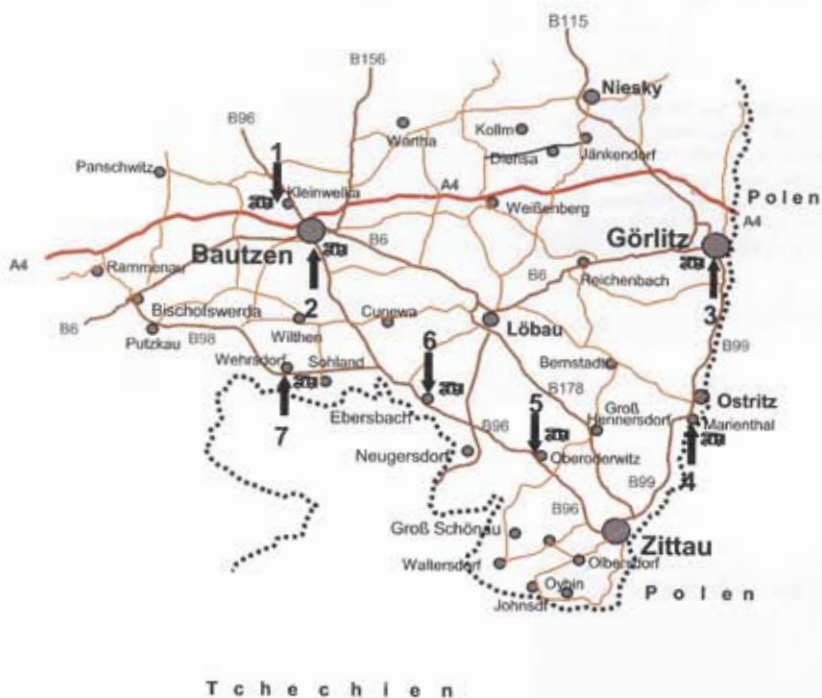 B115
B156
Niesky
B96
Wartha
Kollm
1
Diehsa
Jänkendorf
Panschwitz
Kleinwelka
A4
Polen
Weißenberg
A4
Görlitz
Bautzen
B6
A4
Rammenau
B6
Reichenbach
2
3
Bischofswerda
Cunewa
B6
Putzkau
B98
Wilthen
Löbau
6
B99
Wehrsdorf
Sohland
Bernstadt
B178
Ostritz
Ebersbach
5
Groß
Hennersdorf
Marienthal
7
B96
Neugersdorf
Oberoderwitz
4
B99
B96
Groß Schönau
Zittau
Waltersdorf
Olbersdorf
Oybin
Polen
Johnsdf
Tchechien